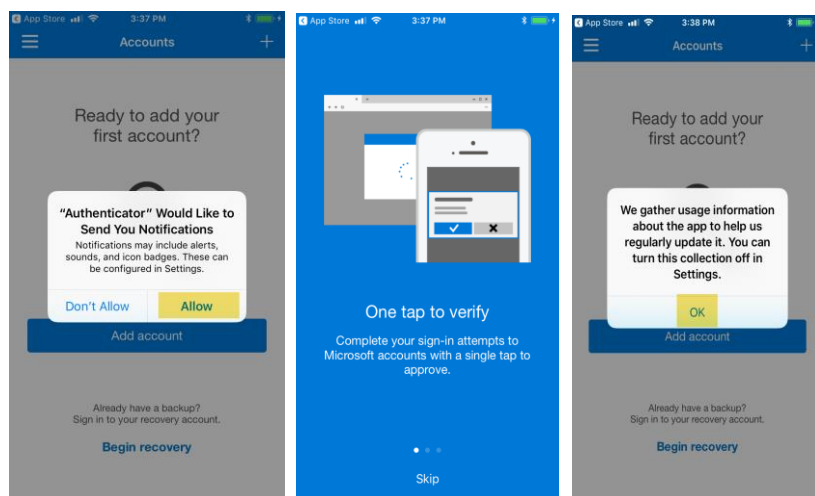 App Store 3:37 PM
Accounts
Ready to add your
first account?
“Authenticator” Would Like to
Send You Notifications
Notifications may include alerts,
sounds, and icon badges. These can
be configured in Settings.
Don't Allow Allow
Add account
Already have a backup?
Sign in to your recovery account.
Begin recovery
App Store 3:37 PM
One tap to verify
Complete your sign-in attempts to
Microsoft accounts with a single tap to
approve.
Skip
App Store 3:38 PM
Accounts
Ready to add your
first account?
We gather usage information
about the app to help us
regularly update it. You can
turn this collection off in
Settings.
OK
Add account
Already have a backup?
Sign in to your recovery account.
Begin recovery